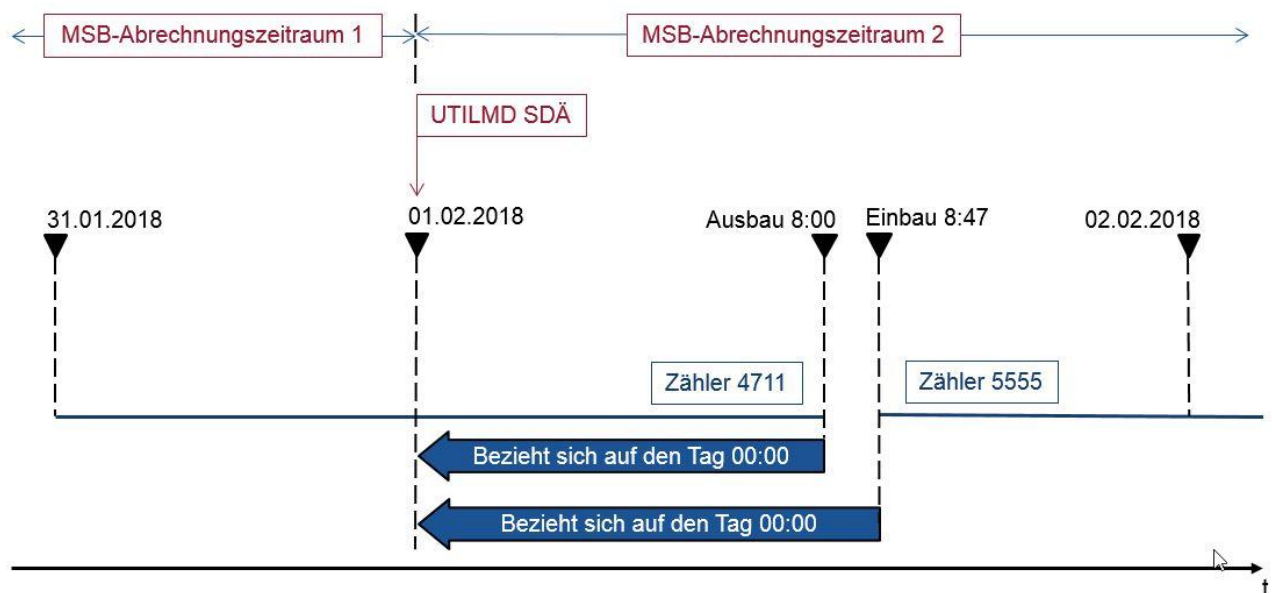 MSB-Abrechnungszeitraum 1
MSB-Abrechnungszeitraum 2
UTILMD SDÄ
31.01.2018
01.02.2018
Ausbau 8:00
Einbau 8:47
02.02.2018
Zähler 4711
Zähler 5555
Bezieht sich auf den Tag 00:00
Bezieht sich auf den Tag 00:00
t